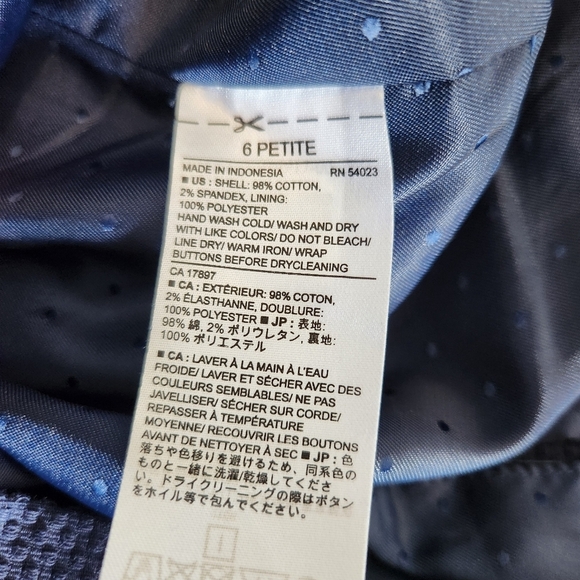 6 PETITE
MADE IN INDONESIA RN 54023
■ US : SHELL: 98% COTTON,
2% SPANDEX, LINING:
100% POLYESTER
HAND WASH COLD/ WASH AND DRY
WITH LIKE COLORS/ DO NOT BLEACH/
LINE DRY/ WARM IRON/ WRAP
BUTTONS BEFORE DRYCLEANING
CA 17897
■ CA : EXTÉRIEUR: 98% COTON,
2% ÉLASTHANNE, DOUBLURE:
100% POLYESTER ■ JP : 表地:
98% 綿, 2% ポリウレタン, 裏地:
100% ポリエステル
■ CA : LAVER À LA MAIN À L'EAU
FROIDE/ LAVER ET SÉCHER AVEC DES
COULEURS SEMBLABLES/ NE PAS
JAVELLISER/ SÉCHER SUR CORDE/
REPASSER À TEMPÉRATURE
MOYENNE/ RECOUVRIR LES BOUTONS
AVANT DE NETTOYER À SEC ■ JP : 色
落ちや色移りを避けるため、同系色の
ものと一緒に洗濯/乾燥してくださ
い。ドライクリーニングの際はボタン
をホイル等で包んでください。